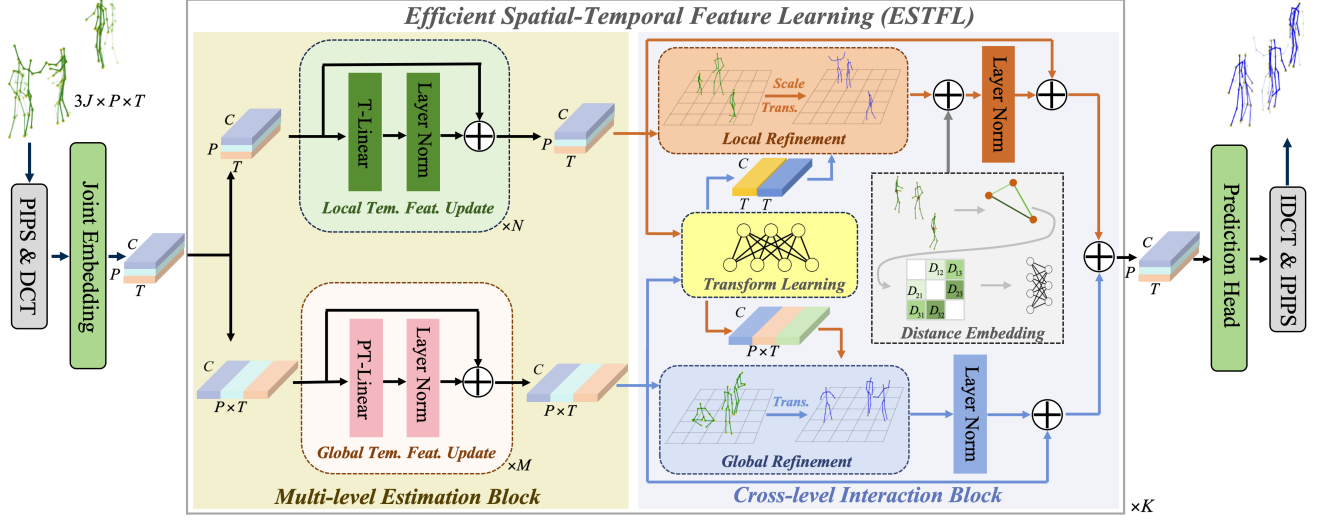 Efficient Spatial-Temporal Feature Learning (ESTFL)
3J × P × T
PIPS & DCT
Joint Embedding
C
P
T
C
P
T
T-Linear
Layer Norm
Local Tem. Feat. Update
×N
C
P
T
C
P×T
PT-Linear
Layer Norm
Global Tem. Feat. Update
×M
C
P×T
Multi-level Estimation Block
Scale
Trans.
Local Refinement
C
T T
Transform Learning
C
P×T
Trans.
Global Refinement
Layer Norm
D12 D13
D21 D23
D31 D32
Distance Embedding
Layer Norm
Cross-level Interaction Block
×K
C
P
T
Prediction Head
IDCT & IPIPS